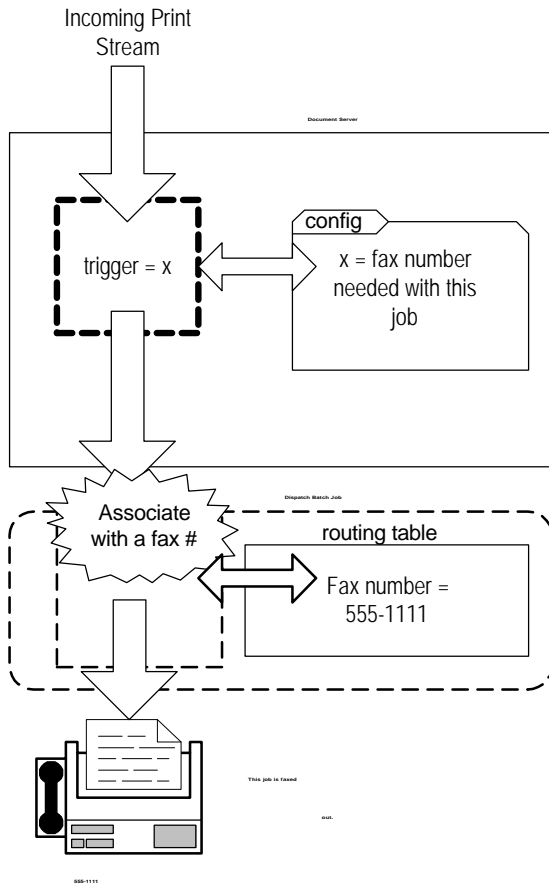 Incoming Print
Stream
Document Server
config
trigger = x
x = fax number
needed with this
job
Dispatch Batch Job
Associate
with a fax #
routing table
Fax number =
555-1111
This job is faxed
out.
555-1111